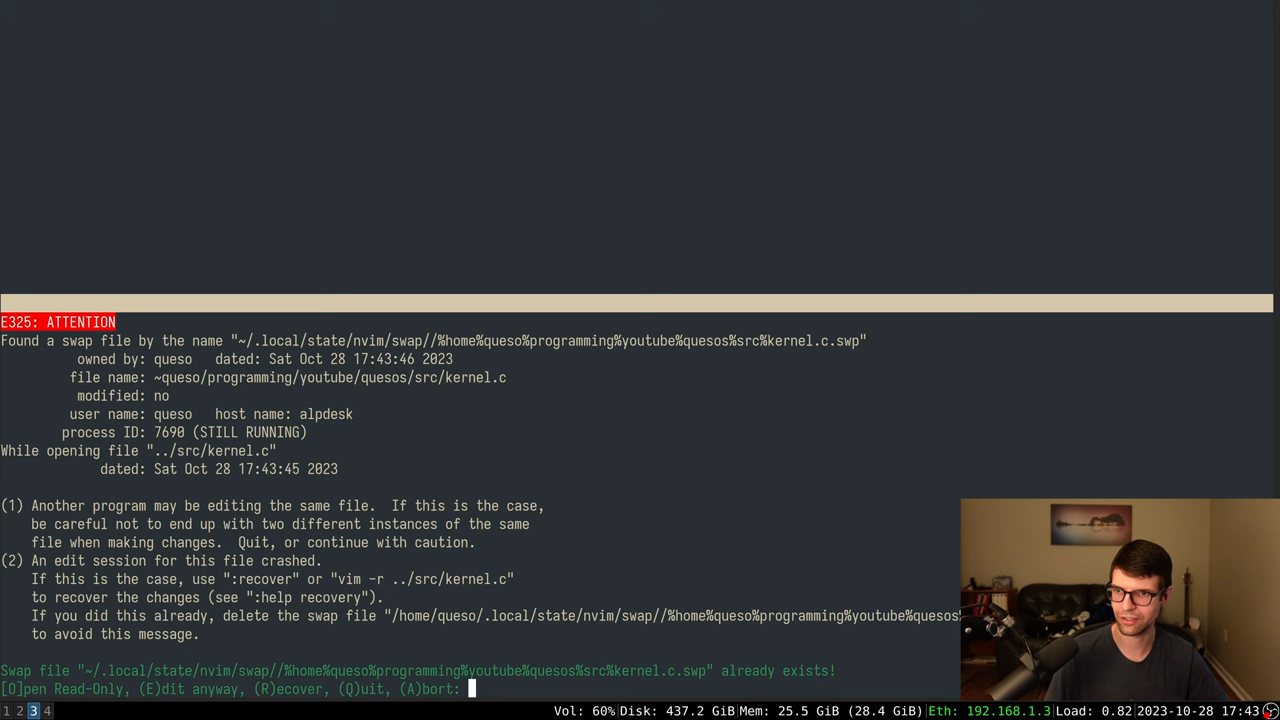 E325: ATTENTION
Found a swap file by the name "~/.local/state/nvim/swap//%home%queso%programming%youtube%quesos%src%kernel.c.swp"
owned by: queso   dated: Sat Oct 28 17:43:46 2023
file name: ~queso/programming/youtube/quesos/src/kernel.c
modified: no
user name: queso   host name: alpdesk
process ID: 7690 (STILL RUNNING)
While opening file "../src/kernel.c"
dated: Sat Oct 28 17:43:45 2023
(1) Another program may be editing the same file.  If this is the case,
be careful not to end up with two different instances of the same
file when making changes.  Quit, or continue with caution.
(2) An edit session for this file crashed.
If this is the case, use ":recover" or "vim -r ../src/kernel.c"
to recover the changes (see ":help recovery").
If you did this already, delete the swap file "/home/queso/.local/state/nvim/swap//%home%queso%programming%youtube%quesos%
to avoid this message.
Swap file "~/.local/state/nvim/swap//%home%queso%programming%youtube%quesos%src%kernel.c.swp" already exists!
[O]pen Read-Only, (E)dit anyway, (R)ecover, (Q)uit, (A)bort:
1 2 3 4 Vol: 60%|Disk: 437.2 GiB|Mem: 25.5 GiB (28.4 GiB)|Eth: 192.168.1.3|Load: 0.82|2023-10-28 17:43